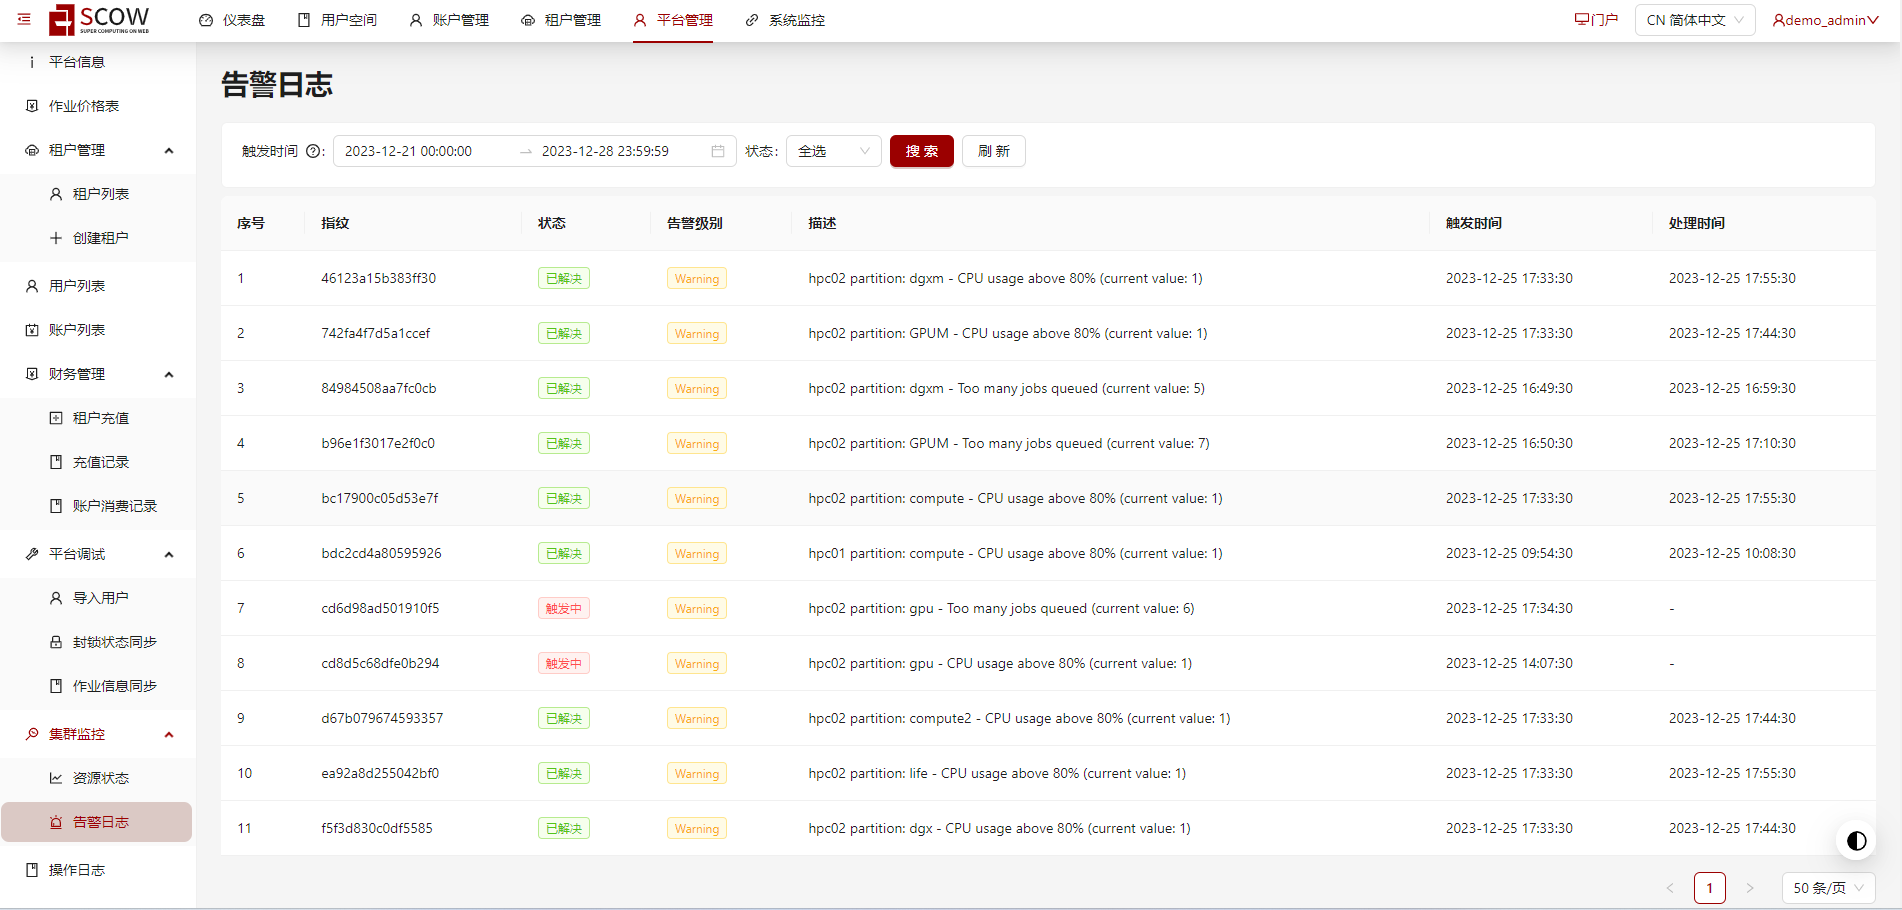 SCOW
SUPER COMPUTING ON WEB
仪表盘 用户空间 账户管理 租户管理 平台管理 系统监控 门户 CN 简体中文 demo_admin
平台信息
作业价格表
租户管理
租户列表
创建租户
用户列表
账户列表
财务管理
租户充值
充值记录
账户消费记录
平台调试
导入用户
封锁状态同步
作业信息同步
集群监控
资源状态
告警日志
操作日志
告警日志
触发时间 : 2023-12-21 00:00:00 → 2023-12-28 23:59:59 状态: 全选 搜 索 刷 新
序号 指纹 状态 告警级别 描述 触发时间 处理时间
1 46123a15b383ff30 已解决 Warning hpc02 partition: dgxm - CPU usage above 80% (current value: 1) 2023-12-25 17:33:30 2023-12-25 17:55:30
2 742fa4f7d5a1ccef 已解决 Warning hpc02 partition: GPUM - CPU usage above 80% (current value: 1) 2023-12-25 17:33:30 2023-12-25 17:44:30
3 84984508aa7fc0cb 已解决 Warning hpc02 partition: dgxm - Too many jobs queued (current value: 5) 2023-12-25 16:49:30 2023-12-25 16:59:30
4 b96e1f3017e2f0c0 已解决 Warning hpc02 partition: GPUM - Too many jobs queued (current value: 7) 2023-12-25 16:50:30 2023-12-25 17:10:30
5 bc17900c05d53e7f 已解决 Warning hpc02 partition: compute - CPU usage above 80% (current value: 1) 2023-12-25 17:33:30 2023-12-25 17:55:30
6 bdc2cd4a80595926 已解决 Warning hpc01 partition: compute - CPU usage above 80% (current value: 1) 2023-12-25 09:54:30 2023-12-25 10:08:30
7 cd6d98ad501910f5 触发中 Warning hpc02 partition: gpu - Too many jobs queued (current value: 6) 2023-12-25 17:34:30 -
8 cd8d5c68dfe0b294 触发中 Warning hpc02 partition: gpu - CPU usage above 80% (current value: 1) 2023-12-25 14:07:30 -
9 d67b079674593357 已解决 Warning hpc02 partition: compute2 - CPU usage above 80% (current value: 1) 2023-12-25 17:33:30 2023-12-25 17:44:30
10 ea92a8d255042bf0 已解决 Warning hpc02 partition: life - CPU usage above 80% (current value: 1) 2023-12-25 17:33:30 2023-12-25 17:55:30
11 f5f3d830c0df5585 已解决 Warning hpc02 partition: dgx - CPU usage above 80% (current value: 1) 2023-12-25 17:33:30 2023-12-25 17:44:30
< 1 > 50 条/页